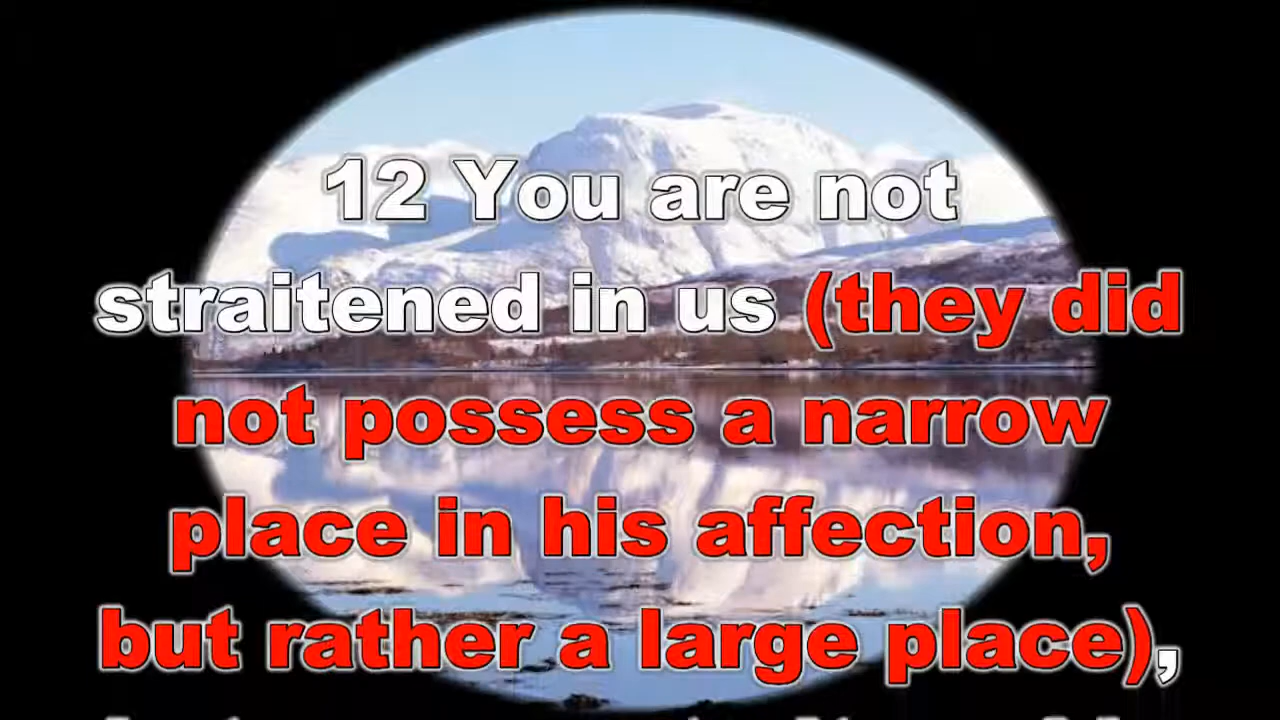 12 You are not
straitened in us (they did
not possess a narrow
place in his affection,
but rather a large place),